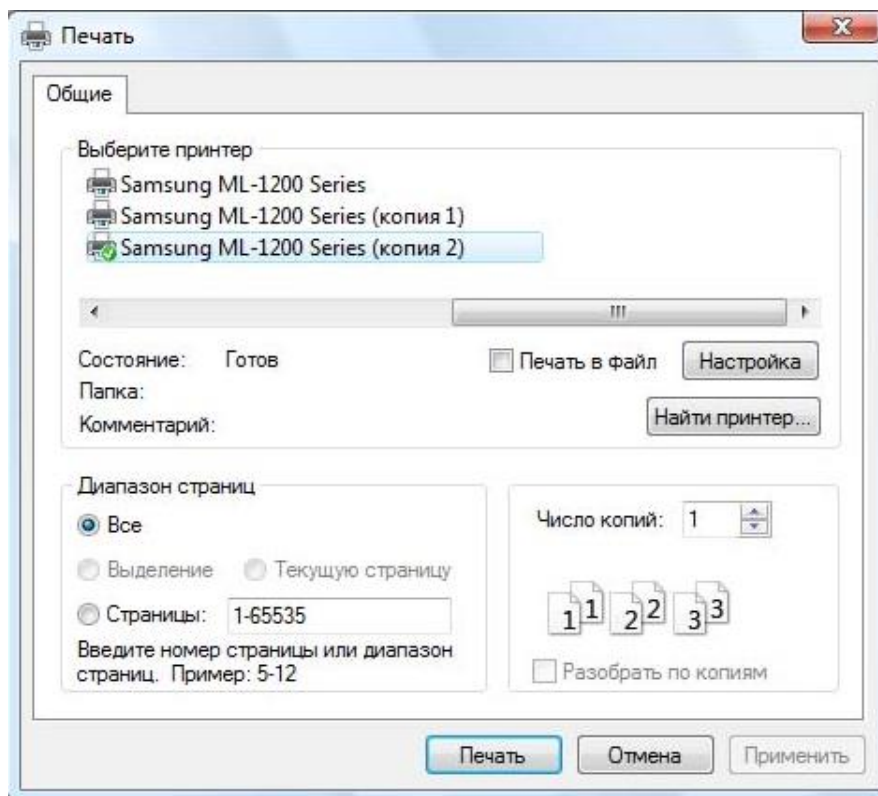 Печать
Общие
Выберите принтер
Samsung ML-1200 Series
Samsung ML-1200 Series (копия 1)
Samsung ML-1200 Series (копия 2)
Состояние: Готов
Печать в файл
Настройка
Папка:
Комментарий:
Найти принтер...
Диапазон страниц
Все
Выделение
Текущую страницу
Страницы: 1-65535
Введите номер страницы или диапазон
страниц. Пример: 5-12
Число копий: 1
1 1 2 2 3 3
Разобрать по копиям
Печать
Отмена
Применить